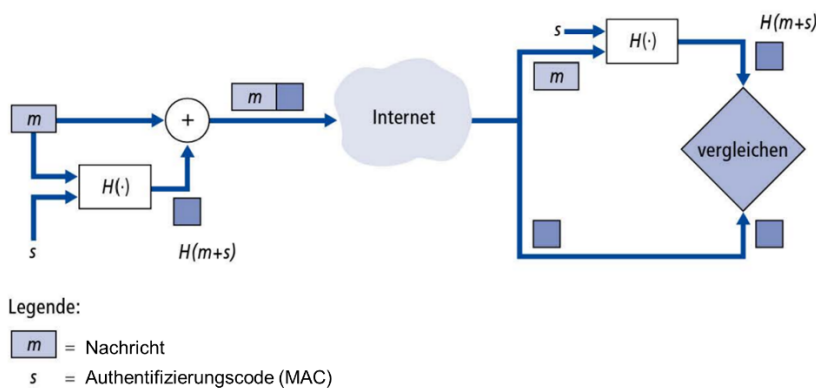 s
H(·)
H(m+s)
m
m
m
+
Internet
vergleichen
H(·)
s
H(m+s)
Legende:
m = Nachricht
s = Authentifizierungscode (MAC)